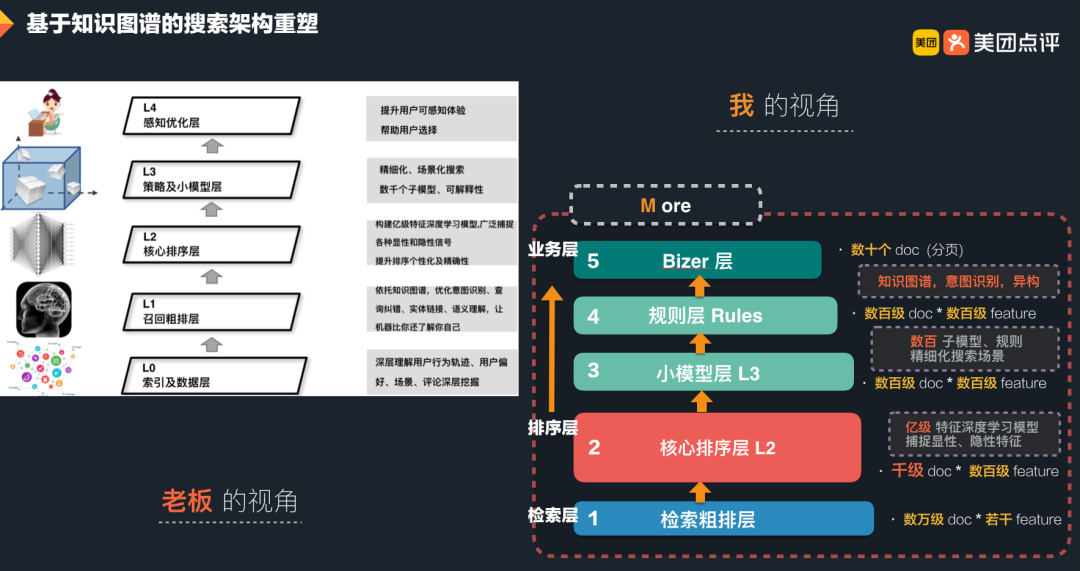 基于知识图谱的搜索架构重塑
美团 美团点评
L4
感知优化层
提升用户可感知体验
帮助用户选择
L3
策略及小模型层
精细化、场景化搜索
数千个子模型、可解释性
L2
核心排序层
构建亿级特征深度学习模型,广泛捕捉
各种显性和隐性信号
提升排序个性化及精确性
L1
召回粗排层
依托知识图谱，优化意图识别、查
询纠错、实体链接、语义理解，让
机器比你还了解你自己
L0
索引及数据层
深层理解用户行为轨迹、用户偏
好、场景、评论深层挖掘
老板 的视角
我 的视角
M ore
业务层
5 Bizer 层
· 数十个 doc（分页）
知识图谱，意图识别，异构
4 规则层 Rules
· 数百级 doc * 数百级 feature
数百 子模型、规则
精细化搜索场景
3 小模型层 L3
· 数百级 doc * 数百级 feature
排序层
亿级 特征深度学习模型
捕捉显性、隐性特征
2 核心排序层 L2
· 千级 doc * 数百级 feature
检索层
1 检索粗排层
· 数万级 doc * 若干 feature